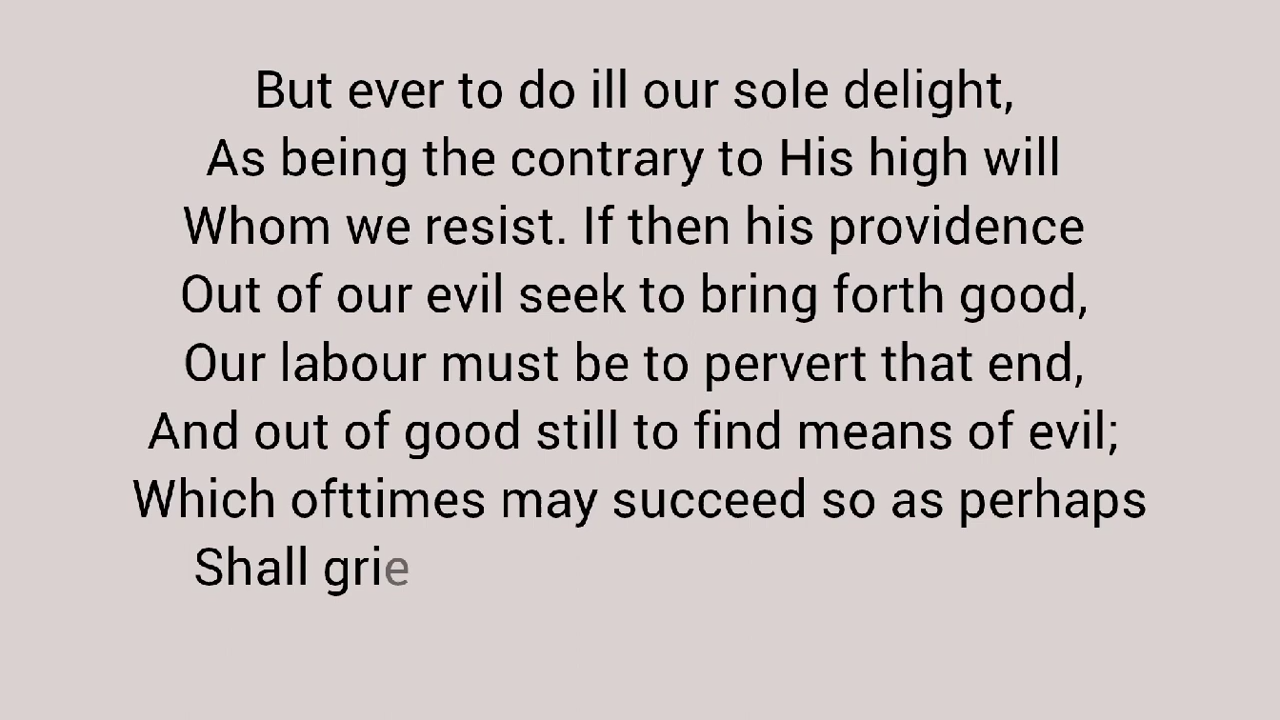 But ever to do ill our sole delight,
As being the contrary to His high will
Whom we resist. If then his providence
Out of our evil seek to bring forth good,
Our labour must be to pervert that end,
And out of good still to find means of evil;
Which ofttimes may succeed so as perhaps
Shall grie